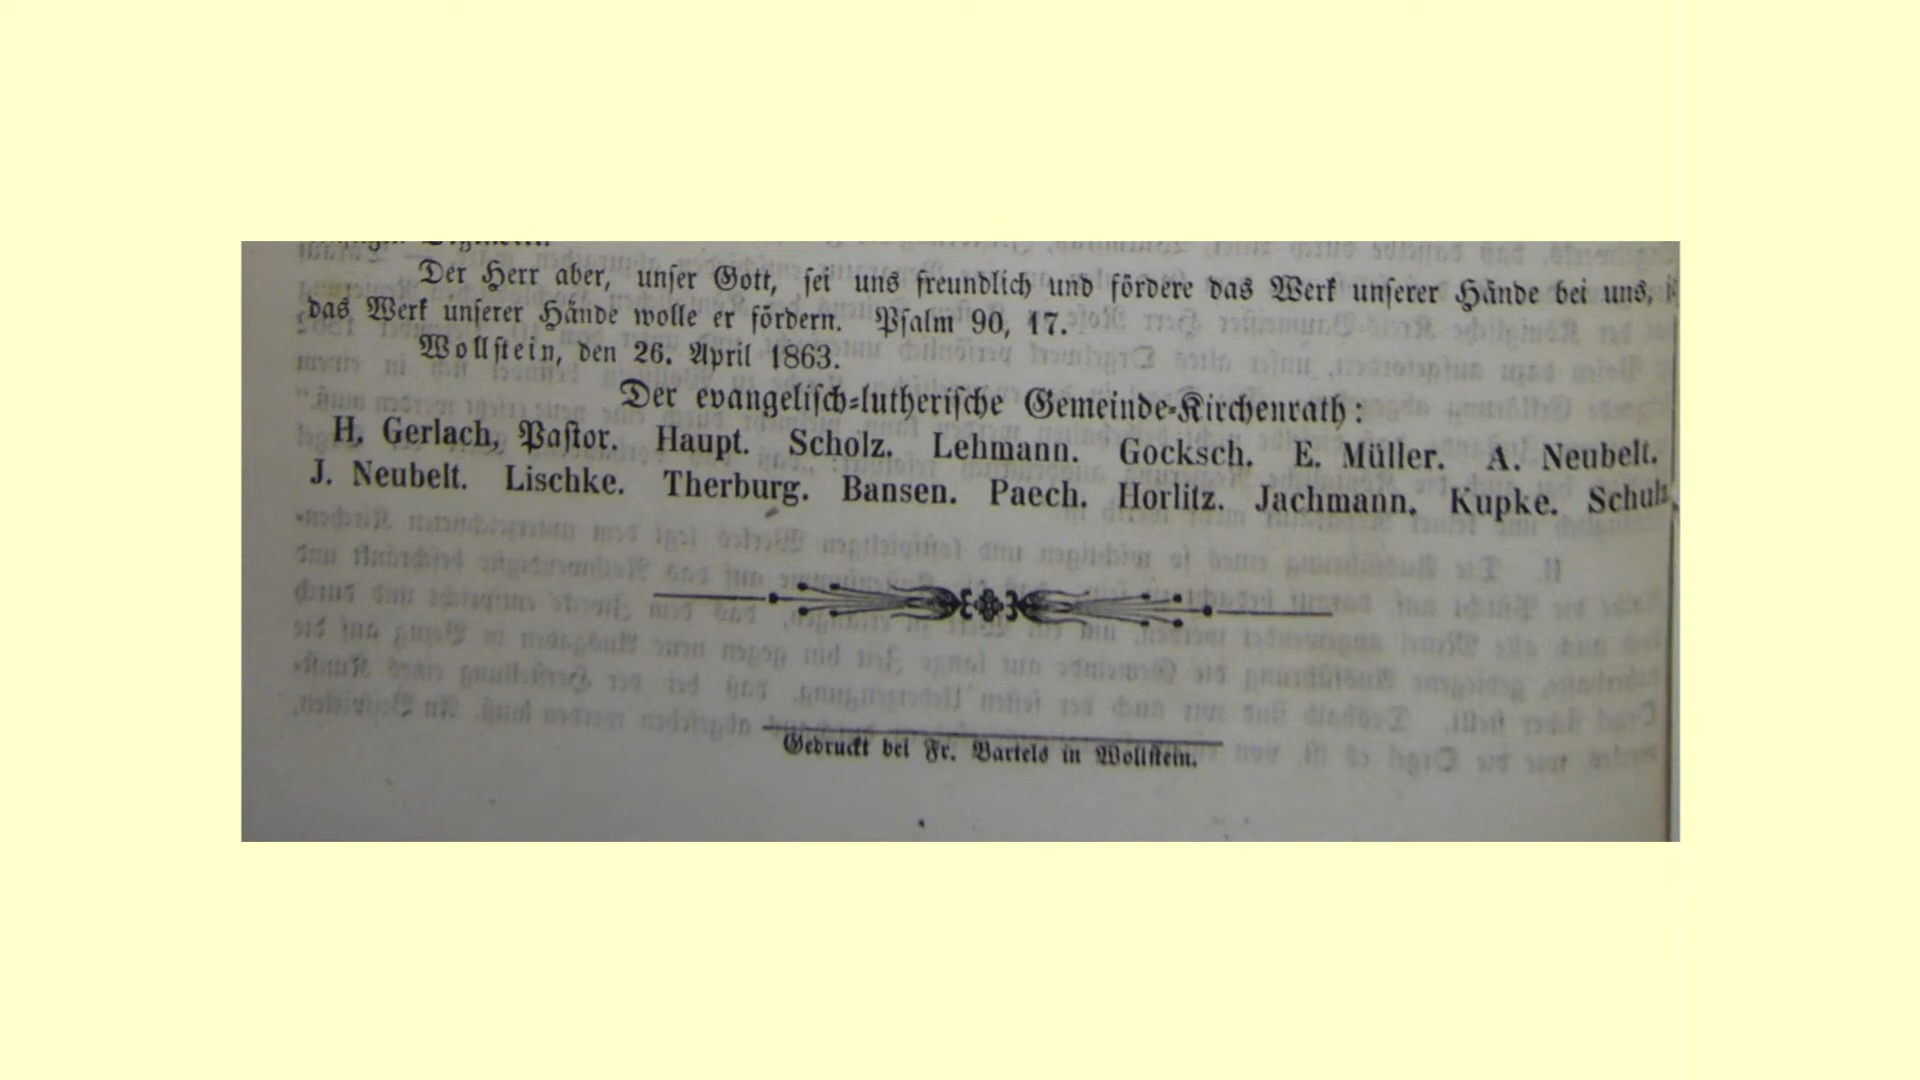 Der Herr aber, unser Gott, sei uns freundlich und fördere das Werk unserer Hände bei uns,
das Werk unserer Hände wolle er fördern. Psalm 90, 17.
Wollstein, den 26. April 1863.
Der evangelisch-lutherische Gemeinde-Kirchenrath:
H. Gerlach, Pastor. Haupt. Scholz. Lehmann. Gocksch. E. Müller. A. Neubelt.
J. Neubelt. Lischke. Therburg. Bansen. Paech. Horlitz. Jachmann. Kupke. Schulz.
Gedruckt bei Fr. Bartels in Wollstein.